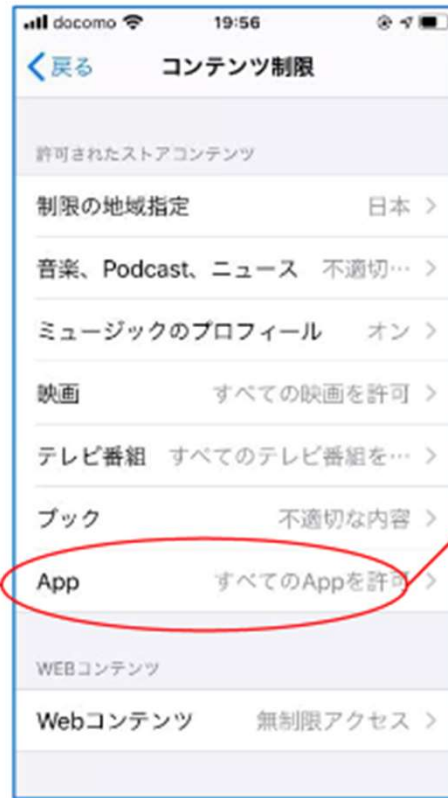 docomo 19:56
戻る コンテンツ制限
許可されたストアコンテンツ
制限の地域指定 日本
音楽、Podcast、ニュース 不適切…
ミュージックのプロフィール オン
映画 すべての映画を許可
テレビ番組 すべてのテレビ番組を…
ブック 不適切な内容
App すべてのAppを許可
WEBコンテンツ
Webコンテンツ 無制限アクセス